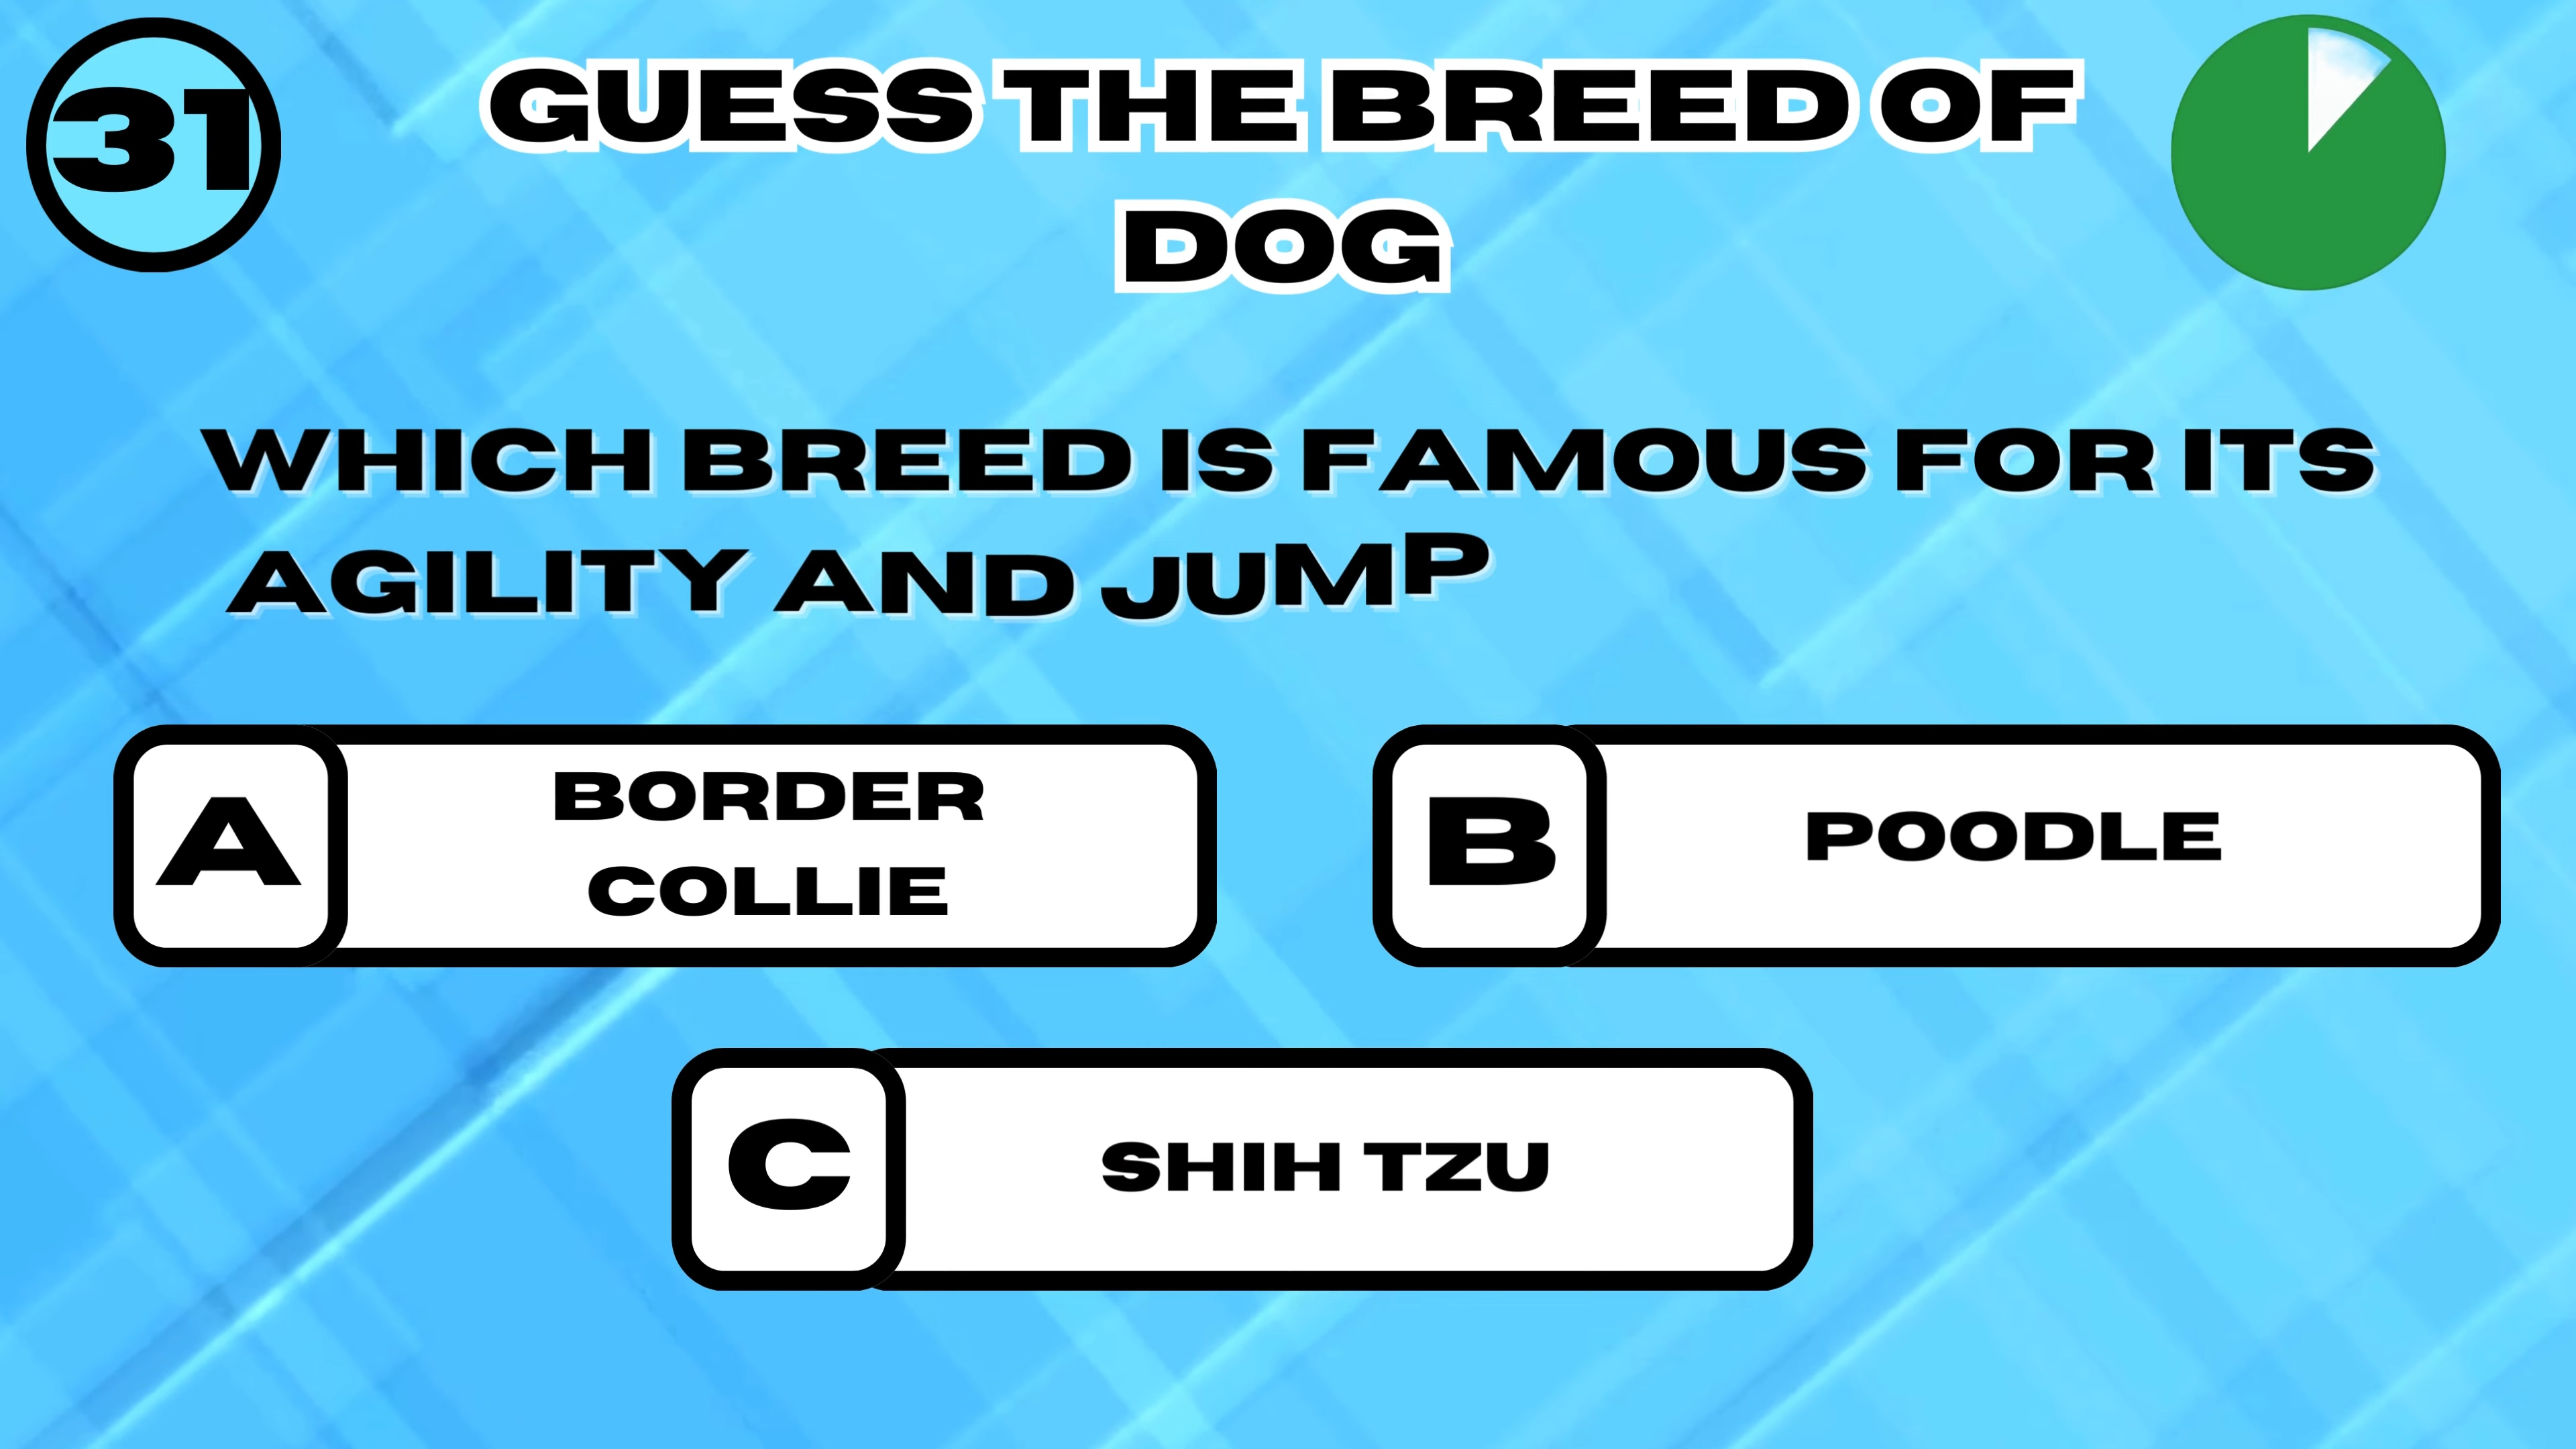 31
GUESS THE BREED OF
DOG
WHICH BREED IS FAMOUS FOR ITS
AGILITY AND JUMP
A
BORDER
COLLIE
B
POODLE
C
SHIH TZU